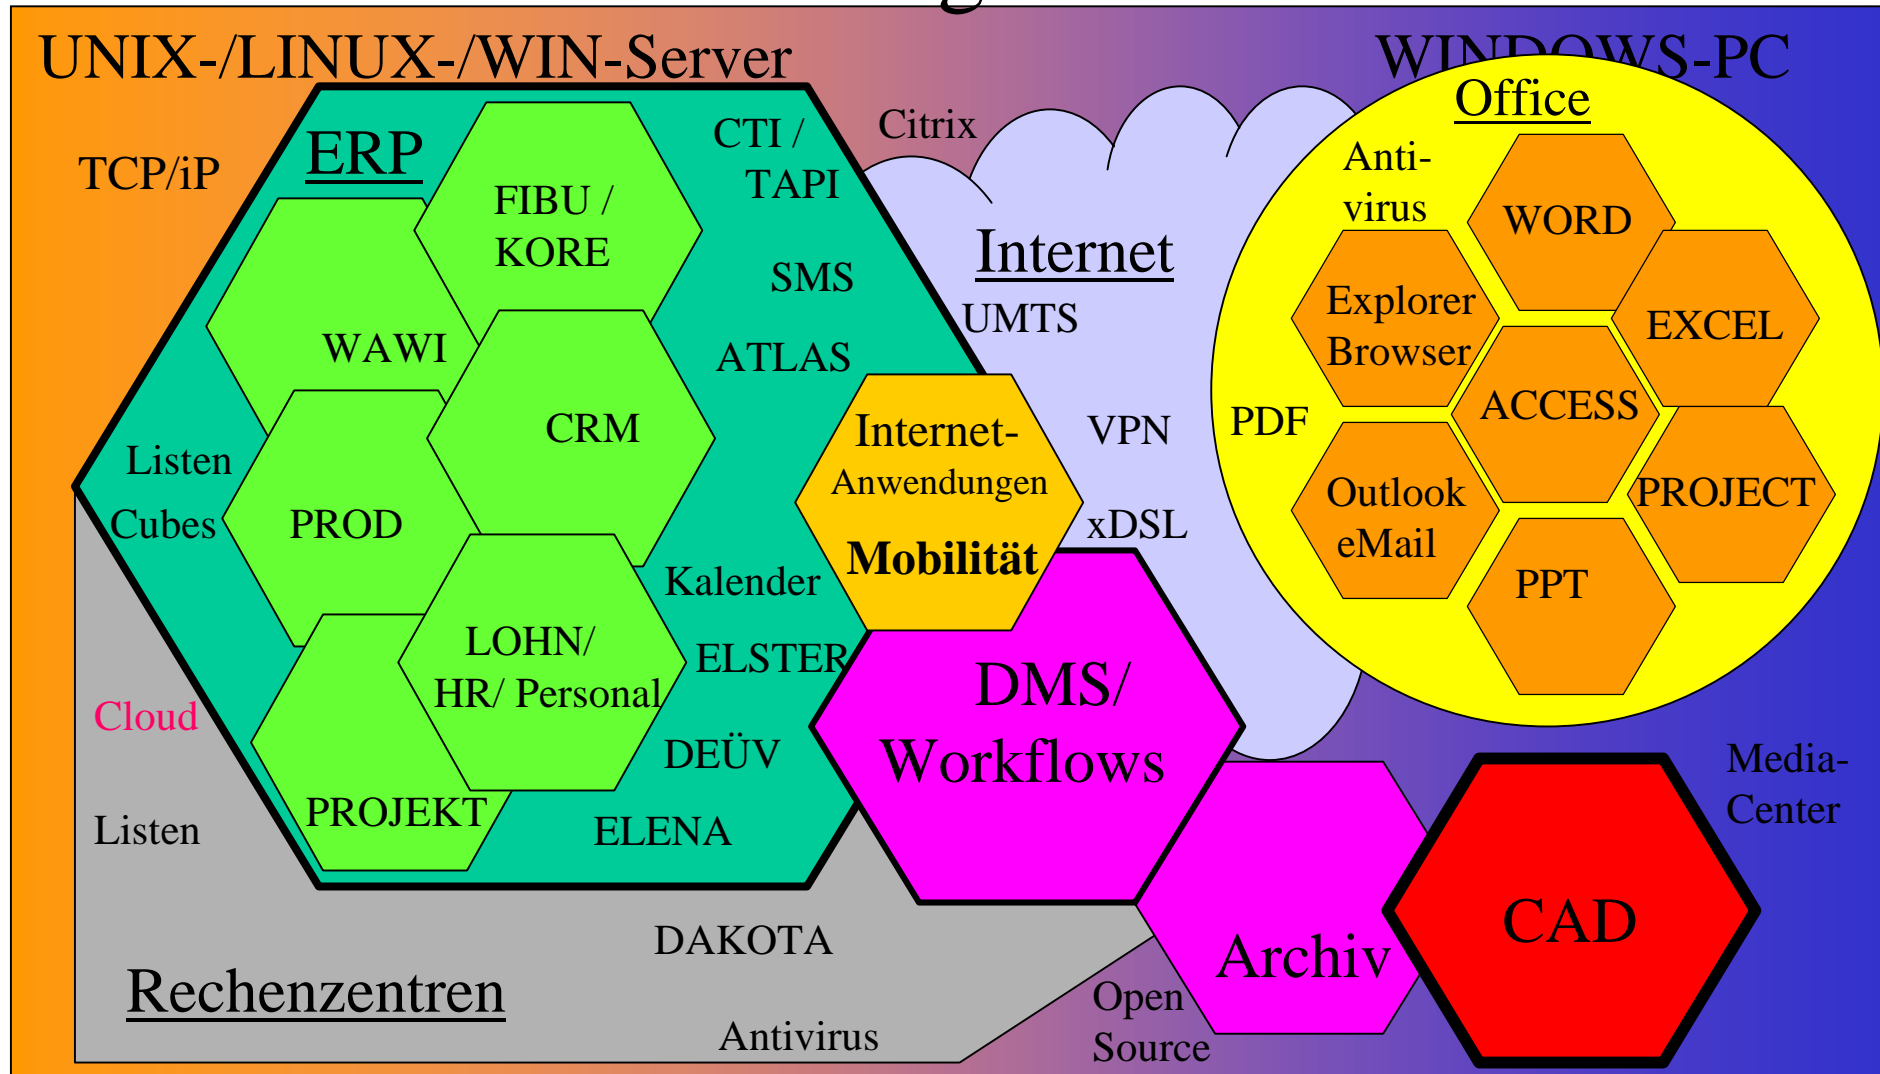 UNIX-/LINUX-/WIN-Server
WINDOWS-PC
TCP/iP
ERP
CTI /
TAPI
FIBU /
KORE
SMS
WAWI
ATLAS
CRM
Listen
Cubes
PROD
Kalender
LOHN/
HR/ Personal
ELSTER
DEÜV
PROJEKT
ELENA
Cloud
Listen
DAKOTA
Rechenzentren
Antivirus
Citrix
Internet
UMTS
VPN
xDSL
Internet-
Anwendungen
Mobilität
DMS/
Workflows
Archiv
Open
Source
CAD
Media-
Center
Office
Anti-
virus
WORD
Explorer
Browser
EXCEL
ACCESS
PDF
Outlook
eMail
PROJECT
PPT